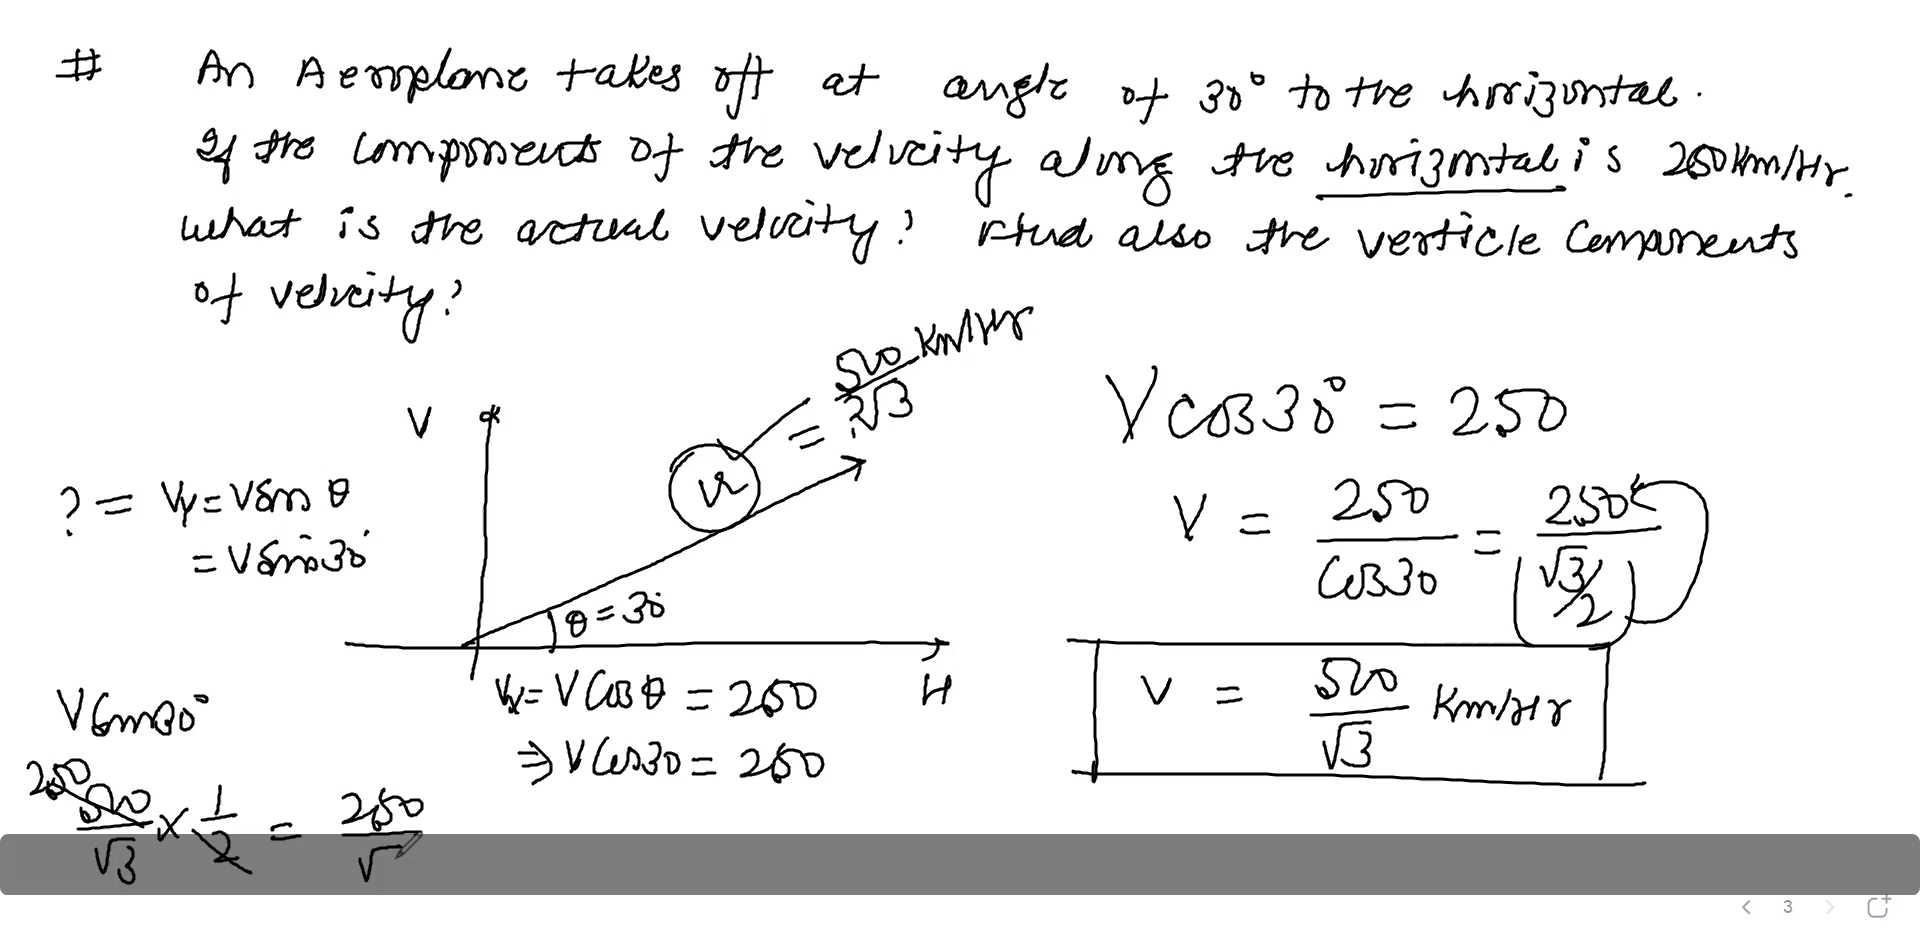 # An Aeroplane takes off at angle of 30° to the horizontal.
If the components of the velocity along the horizontal is 250 Km/Hr.
what is the actual velocity? Find also the verticle Components
of velocity?
V
v = 500/2√3 Km/Hr
? = Vy = V sin θ
= V sin 30°
θ = 30°
Vx = V Cos θ = 250
H
⇒ V Cos 30 = 250
V sin 30°
250
500/√3 × 1/2 = 250/√
V cos 30° = 250
V = 250/Cos 30 = 250/(√3/2)
V = 500/√3 Km/Hr
3